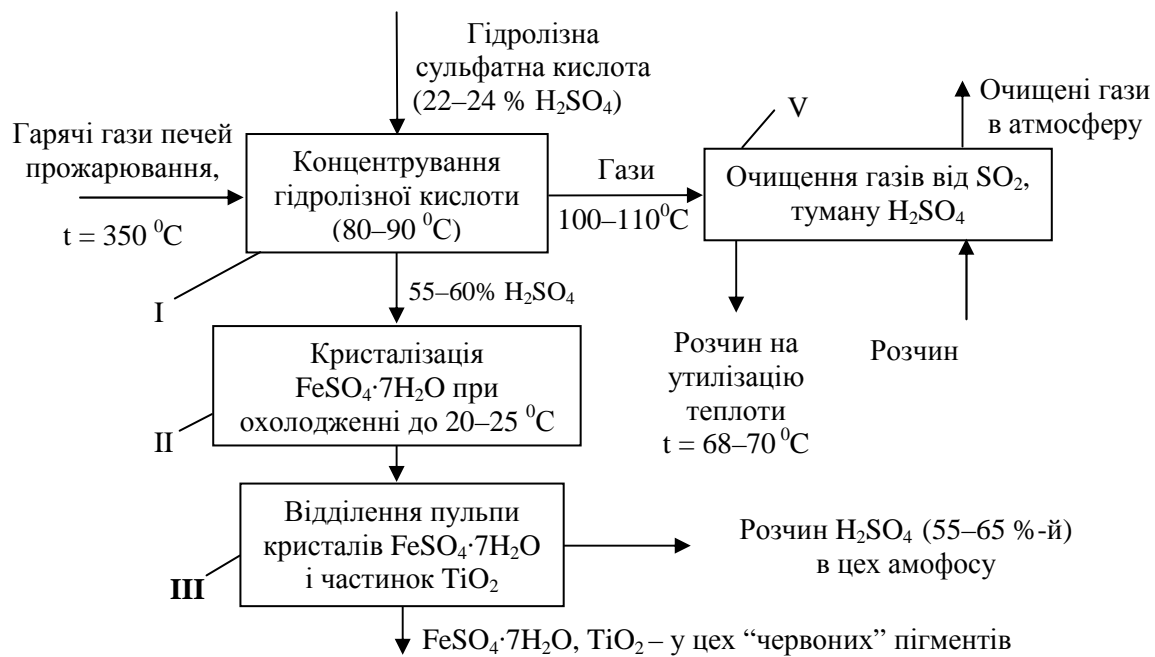 Гідролізна
сульфатна кислота
(22–24 % H₂SO₄)
Гарячі гази печей
прожарювання,
t = 350 ⁰C
Концентрування
гідролізної кислоти
(80–90 ⁰C)
I
Гази
100–110⁰C
V
Очищені гази
в атмосферу
Очищення газів від SO₂,
туману H₂SO₄
55–60% H₂SO₄
Розчин на
утилізацію
теплоти
t = 68–70 ⁰C
Розчин
Кристалізація
FeSO₄·7H₂O при
охолодженні до 20–25 ⁰C
II
Відділення пульпи
кристалів FeSO₄·7H₂O
і частинок TiO₂
III
Розчин H₂SO₄ (55–65 %-й)
в цех амофосу
FeSO₄·7H₂O, TiO₂ – у цех “червоних” пігментів